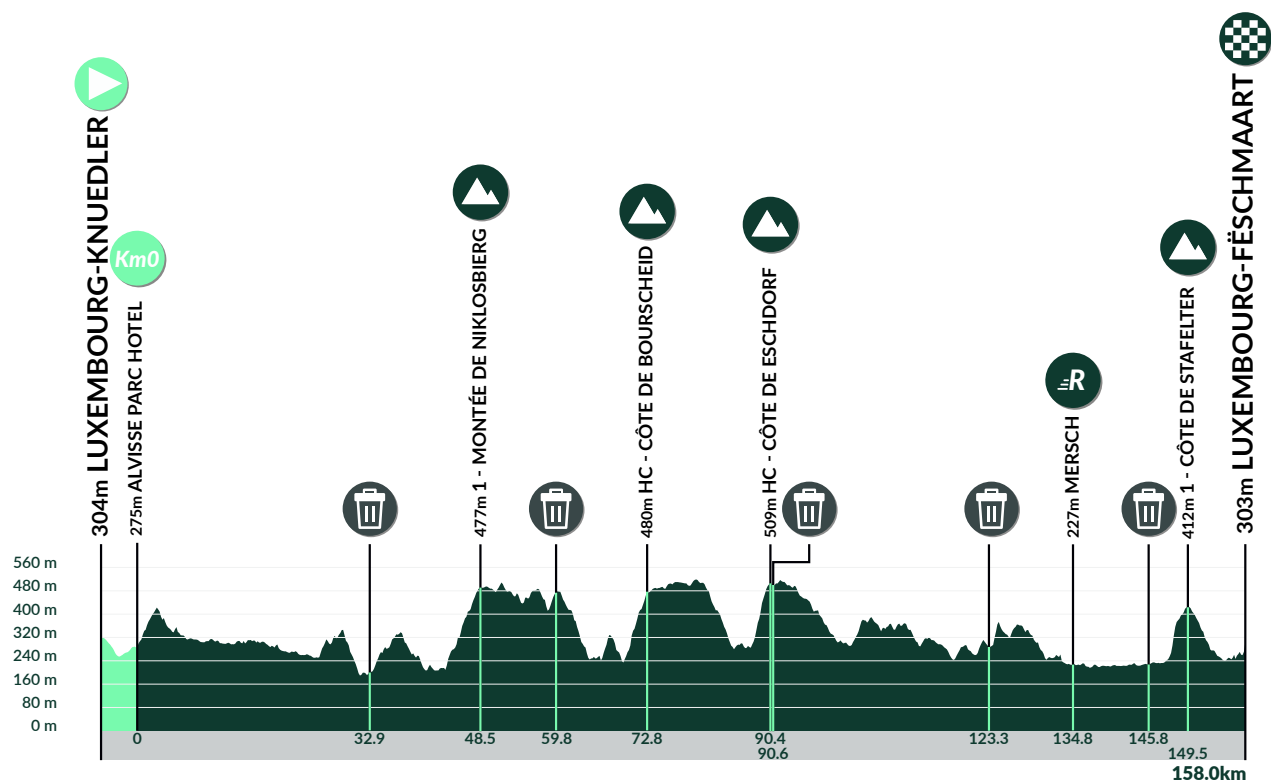 304m LUXEMBOURG-KNUEDLER
Km0
275m ALVISSE PARC HOTEL
477m 1 - MONTÉE DE NIKLOSBIERG
480m HC - CÔTE DE BOURSCHEID
509m HC - CÔTE DE ESCHDORF
R
227m MERSCH
412m 1 - CÔTE DE STAFELTER
303m LUXEMBOURG-FËSCHMAART
560 m
480 m
400 m
320 m
240 m
160 m
80 m
0 m
0
32.9
48.5
59.8
72.8
90.4
90.6
123.3
134.8
145.8
149.5
158.0km